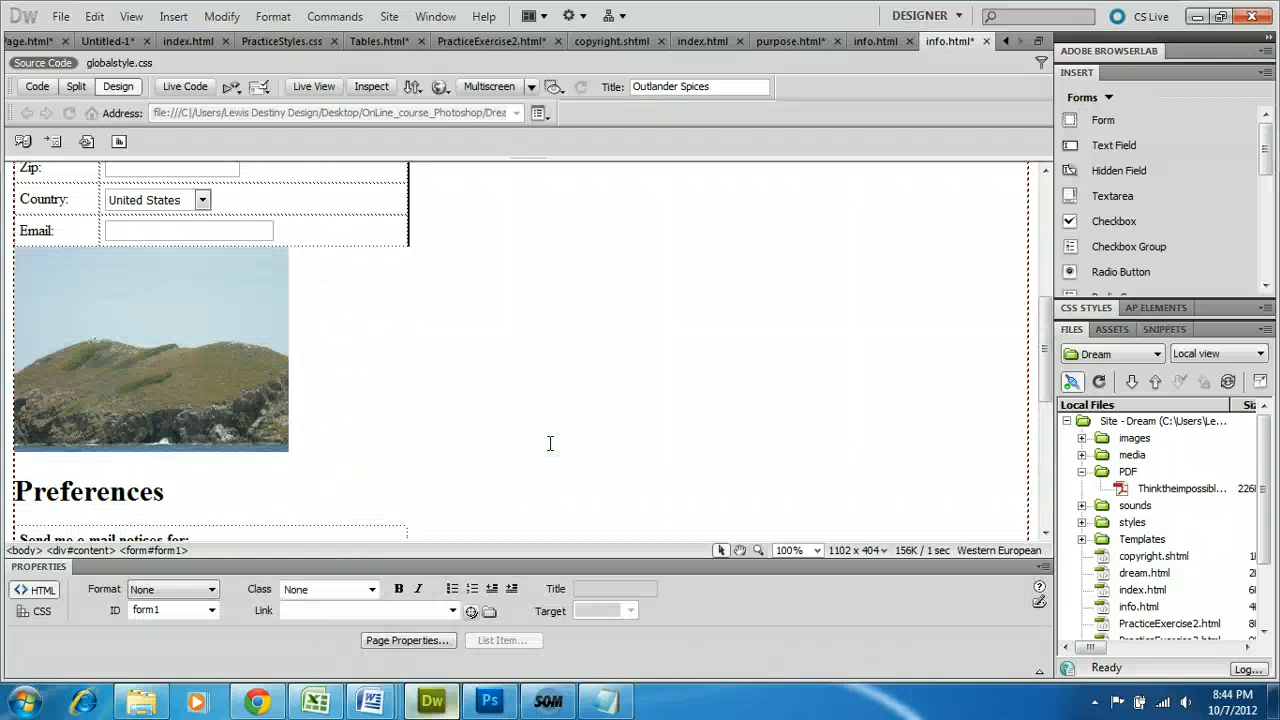 Dw File Edit View Insert Modify Format Commands Site Window Help DESIGNER CS Live
Page.html* Untitled-1* index.html PracticeStyles.css Tables.html* PracticeExercise2.html* copyright.shtml index.html purpose.html* info.html info.html*
Source Code globalstyle.css
Code Split Design Live Code Live View Inspect Multiscreen Title: Outlander Spices
Address: file:///C|/Users/Lewis Destiny Design/Desktop/OnLine_course_Photoshop/Drea
Zip:
Country: United States
Email:
Preferences
Send me e-mail notices for:
<body> <div#content> <form#form1> 100% 1102 x 404 156K / 1 sec Western European
PROPERTIES
HTML Format None Class None B I Title
CSS ID form1 Link Target
Page Properties... List Item...
ADOBE BROWSERLAB
INSERT
Forms
Form
Text Field
Hidden Field
Textarea
Checkbox
Checkbox Group
Radio Button
CSS STYLES AP ELEMENTS
FILES ASSETS SNIPPETS
Dream Local view
Local Files Siz
Site - Dream (C:\Users\Le...
images
media
PDF
Thinktheimpossibl... 226
sounds
styles
Templates
copyright.shtml 1
dream.html 2
index.html 6
info.html 4
PracticeExercise2.html 8
Ready Log...
Dw Ps SOM
8:44 PM
10/7/2012